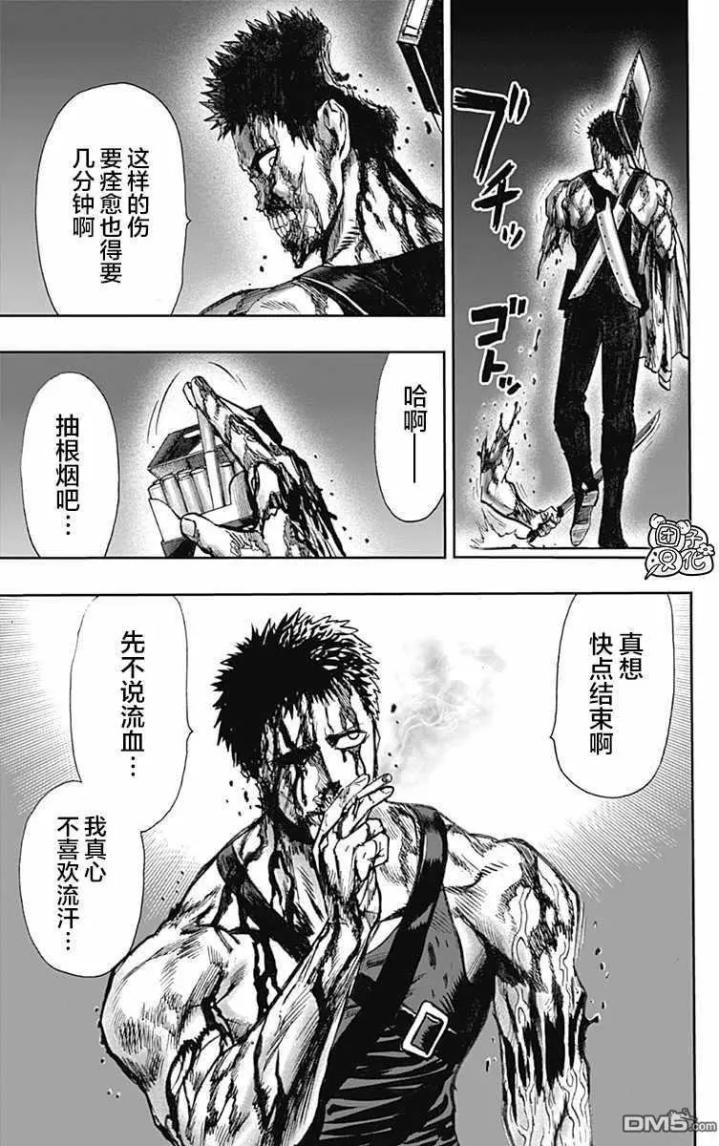 ブチッ
ゴトッ
这样的伤
要痊愈也得要
几分钟啊
哈啊——
抽根烟吧…
真想
快点结束啊
先不说流血…
我真心
不喜欢流汗…
团子
汉化
DM5.com